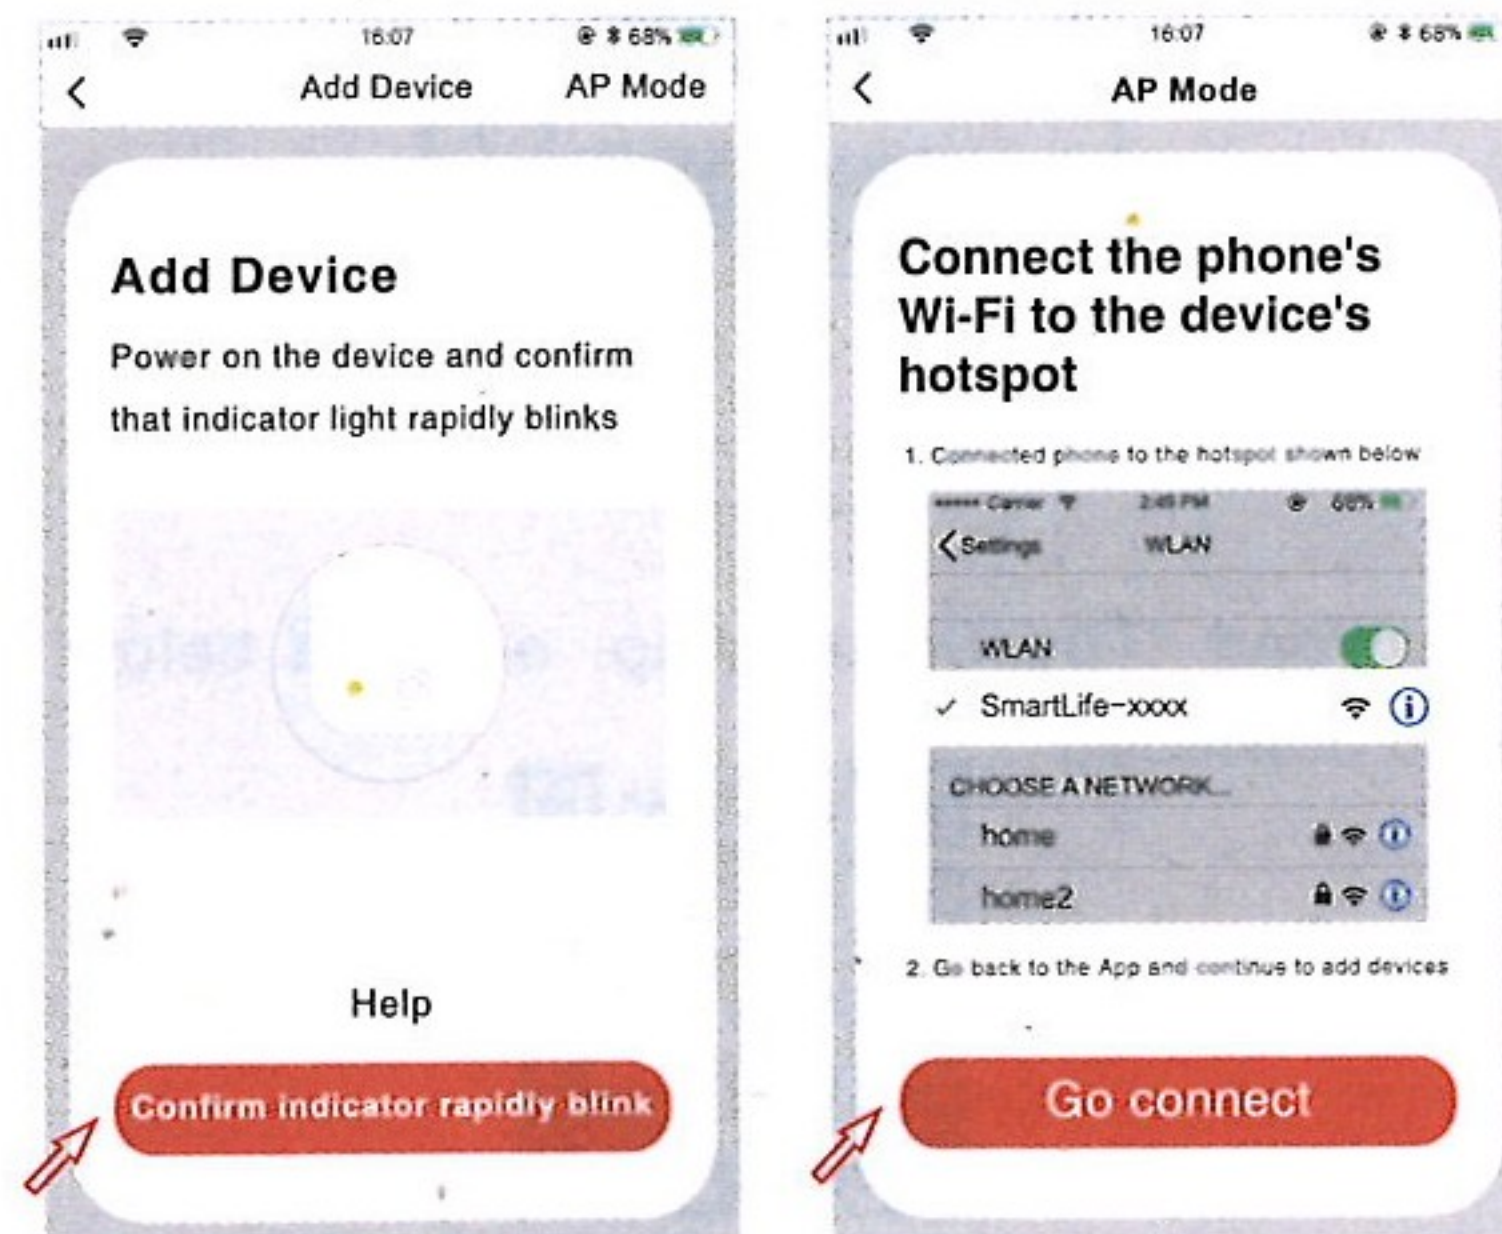 16:07
68%
Add Device
AP Mode
Add Device
Power on the device and confirm
that indicator light rapidly blinks
Help
Confirm indicator rapidly blink
16:07
68%
AP Mode
Connect the phone's
Wi-Fi to the device's
hotspot
1. Connected phone to the hotspot shown below
Carrier
2:49 PM
68%
Settings
WLAN
WLAN
SmartLife-xxxx
CHOOSE A NETWORK...
home
home2
2. Go back to the App and continue to add devices
Go connect